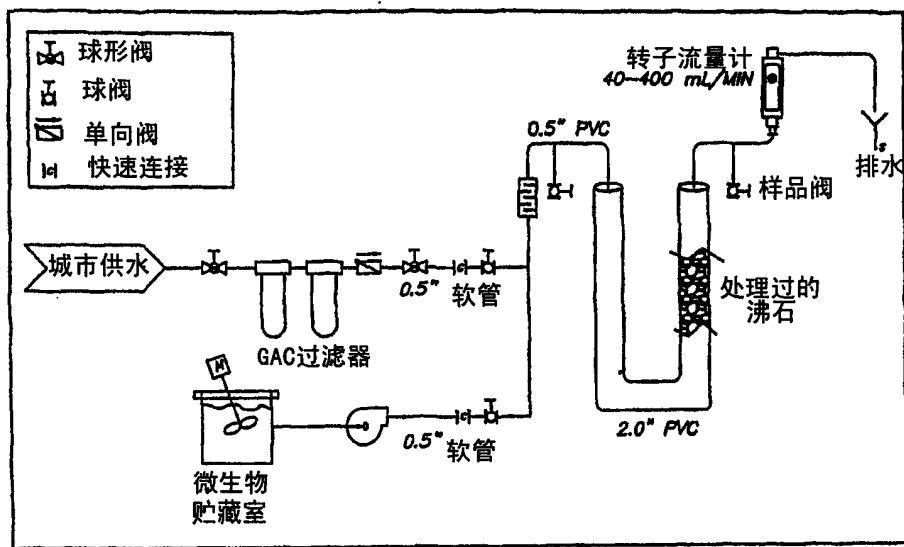 球形阀
球阀
单向阀
快速连接
转子流量计
40-400 mL/MIN
0.5" PVC
排水
样品阀
城市供水
0.5"
软管
处理过的
沸石
GAC过滤器
M
0.5"
软管
2.0" PVC
微生物
贮藏室